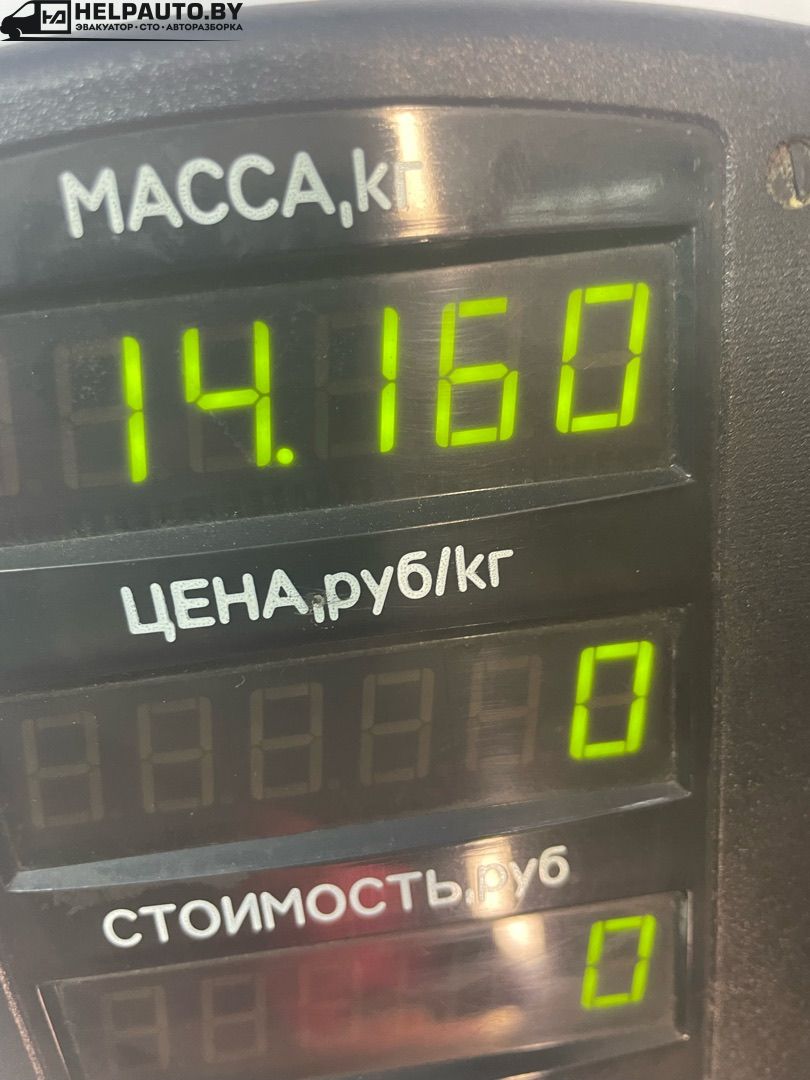 HELPAUTO.BY
ЭВАКУАТОР · СТО · АВТОРАЗБОРКА
МАССА,кг
14.160
ЦЕНА,руб/кг
0
СТОИМОСТЬ,руб
0